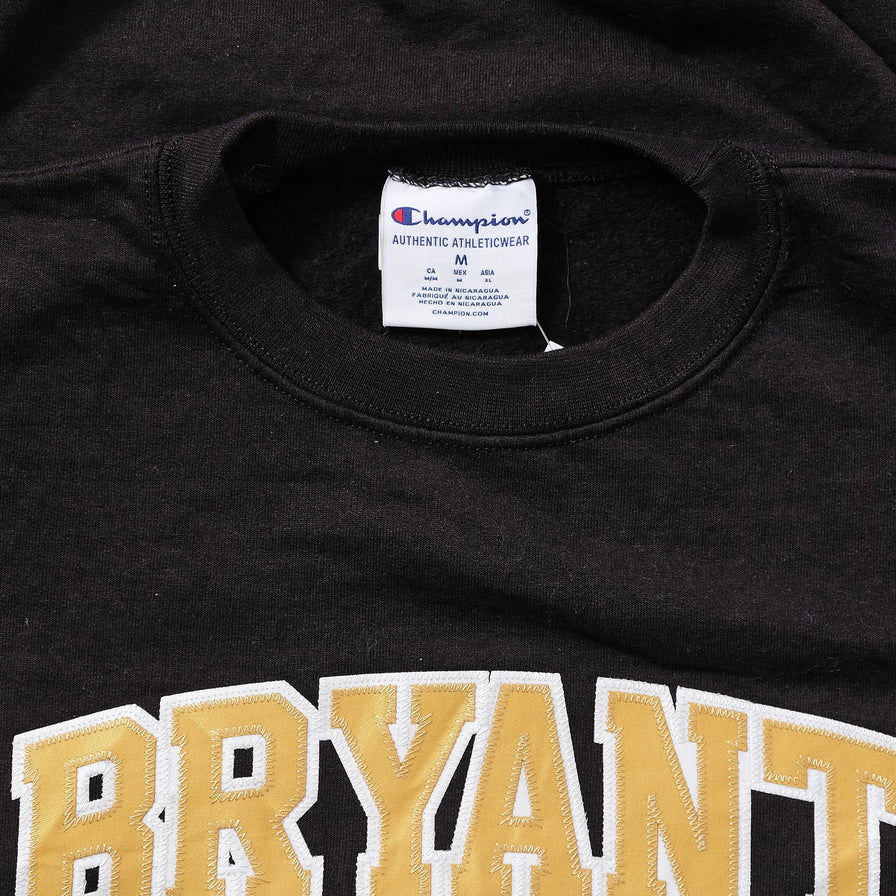 Champion®
AUTHENTIC ATHLETICWEAR
M
CA MEX ASIA
M/M M XL
MADE IN NICARAGUA
FABRIQUÉ AU NICARAGUA
HECHO EN NICARAGUA
CHAMPION.COM
BRYANT